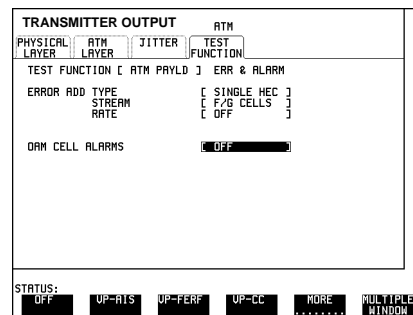 TRANSMITTER OUTPUT ATM
PHYSICAL LAYER ATM LAYER JITTER TEST FUNCTION
TEST FUNCTION [ ATM PAYLD ] ERR & ALARM
ERROR ADD TYPE [ SINGLE HEC ]
STREAM [ F/G CELLS ]
RATE [ OFF ]
OAM CELL ALARMS [ OFF ]
STATUS:
OFF VP-AIS VP-FERF VP-CC MORE ........ MULTIPLE WINDOW